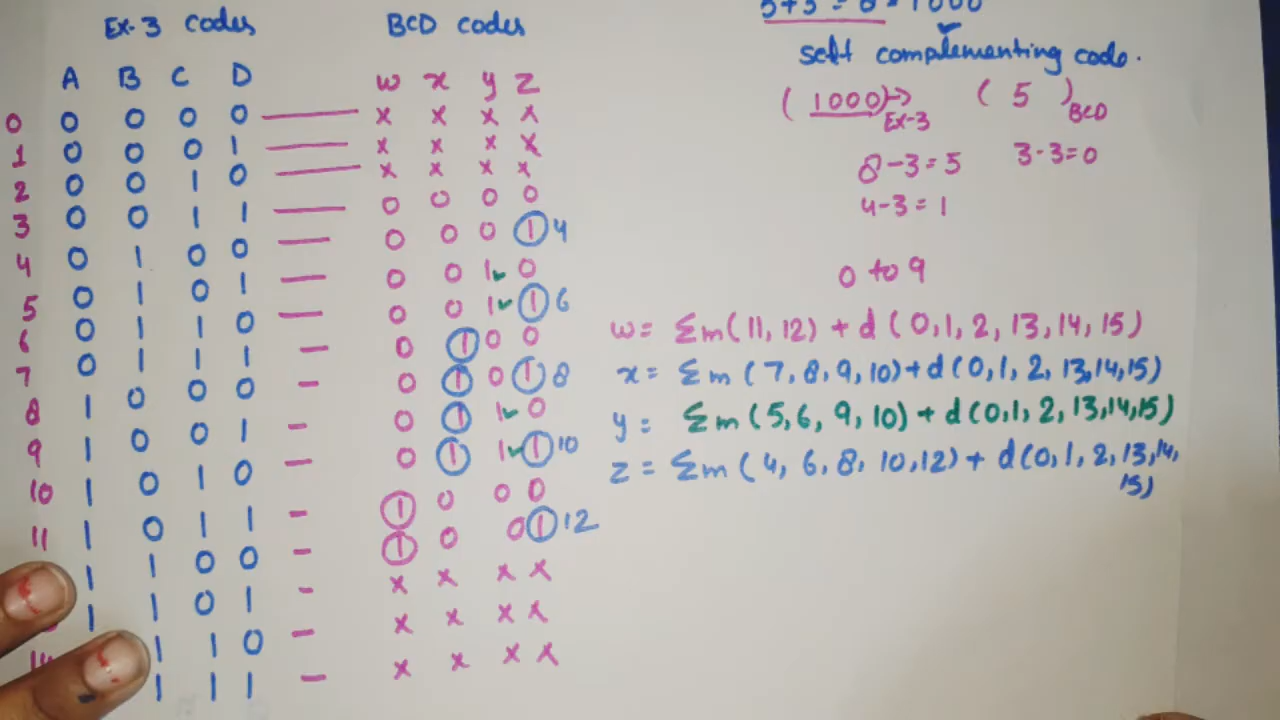 Ex-3 codes BCD codes
A B C D w x y z
0 0 0 0 0 — x x x x
1 0 0 0 1 — x x x x
2 0 0 1 0 — x x x x
3 0 0 1 1 — 0 0 0 0
4 0 1 0 0 — 0 0 0 1 4
5 0 1 0 1 — 0 0 1 0
6 0 1 1 0 — 0 0 1 1 6
7 0 1 1 1 — 0 1 0 0
8 1 0 0 0 - 0 1 0 1 8
9 1 0 0 1 - 0 1 1 0
10 1 0 1 0 - 0 1 1 1 10
11 1 0 1 1 - 1 0 0 0
1 1 0 0 - 1 0 0 1 12
1 1 0 1 - x x x x
1 1 0 - x x x x
1 1 1 - x x x x
self complementing code.
(1000)→Ex-3 (5)BCD
8-3=5 3-3=0
4-3=1
0 to 9
w= Σm(11, 12) + d(0,1,2,13,14,15)
x= Σm(7,8,9,10)+d(0,1,2,13,14,15)
y= Σm(5,6,9,10)+d(0,1,2,13,14,15)
z= Σm(4, 6, 8, 10,12)+ d(0,1,2,13,14,
15)